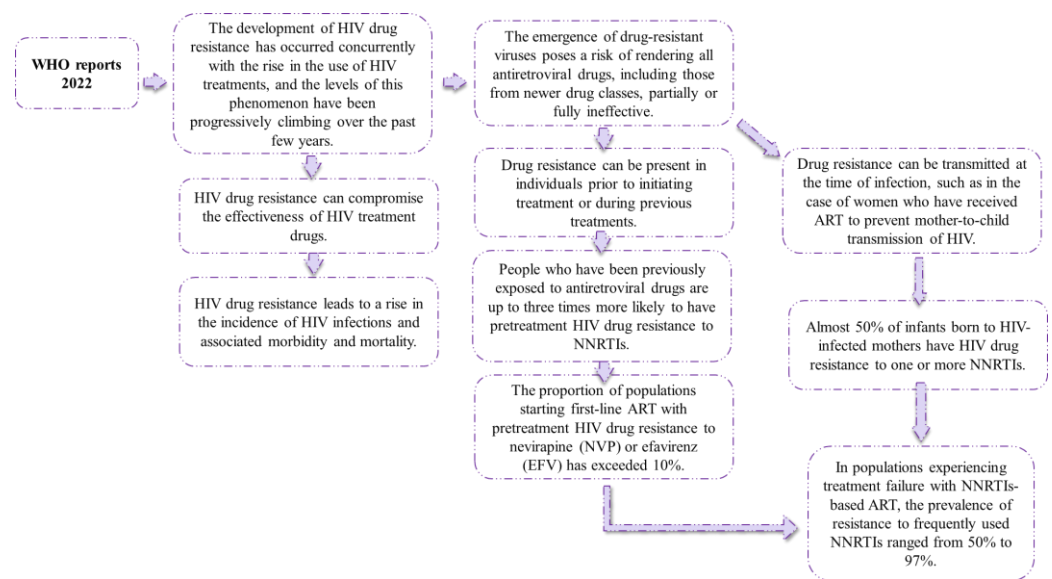 WHO reports
2022
The development of HIV drug
resistance has occurred concurrently
with the rise in the use of HIV
treatments, and the levels of this
phenomenon have been
progressively climbing over the past
few years.
HIV drug resistance can compromise
the effectiveness of HIV treatment
drugs.
HIV drug resistance leads to a rise in
the incidence of HIV infections and
associated morbidity and mortality.
The emergence of drug-resistant
viruses poses a risk of rendering all
antiretroviral drugs, including those
from newer drug classes, partially or
fully ineffective.
Drug resistance can be present in
individuals prior to initiating
treatment or during previous
treatments.
People who have been previously
exposed to antiretroviral drugs are
up to three times more likely to have
pretreatment HIV drug resistance to
NNRTIs.
The proportion of populations
starting first-line ART with
pretreatment HIV drug resistance to
nevirapine (NVP) or efavirenz
(EFV) has exceeded 10%.
Drug resistance can be transmitted at
the time of infection, such as in the
case of women who have received
ART to prevent mother-to-child
transmission of HIV.
Almost 50% of infants born to HIV-
infected mothers have HIV drug
resistance to one or more NNRTIs.
In populations experiencing
treatment failure with NNRTIs-
based ART, the prevalence of
resistance to frequently used
NNRTIs ranged from 50% to
97%.